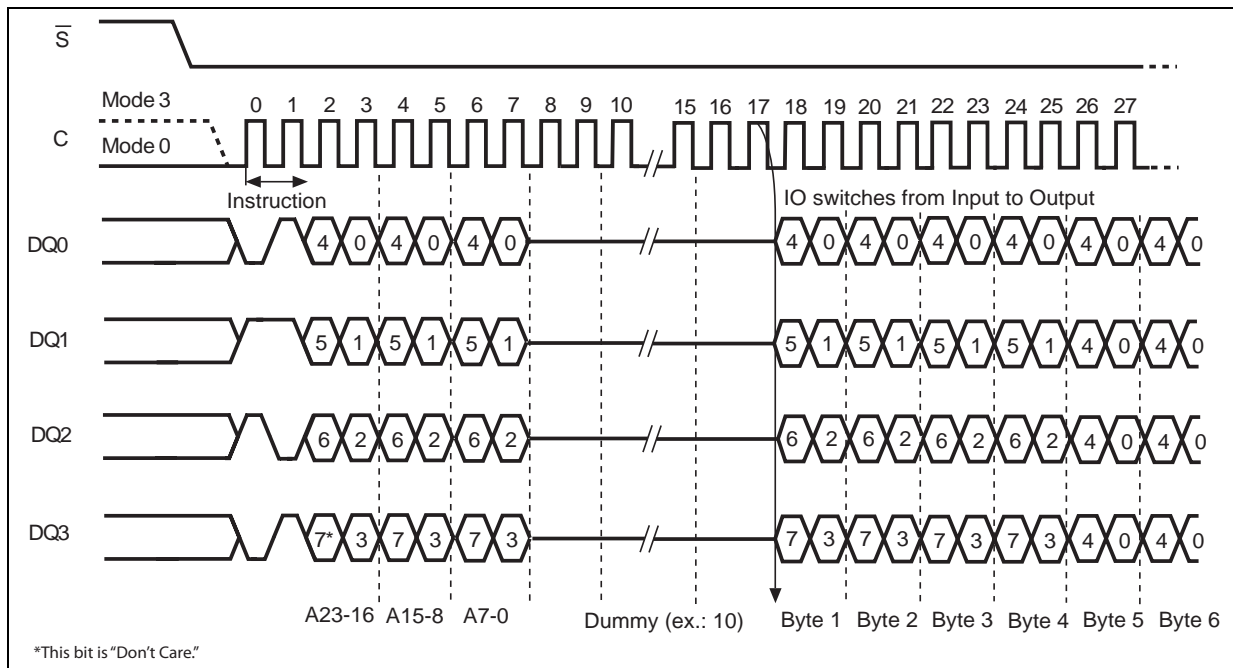 S
Mode 3
0 1 2 3 4 5 6 7 8 9 10 15 16 17 18 19 20 21 22 23 24 25 26 27
C
Mode 0
Instruction
IO switches from Input to Output
DQ0 4 0 4 0 4 0 4 0 4 0 4 0 4 0 4 0 4 0
DQ1 5 1 5 1 5 1 5 1 5 1 5 1 5 1 4 0 4 0
DQ2 6 2 6 2 6 2 6 2 6 2 6 2 6 2 4 0 4 0
DQ3 7* 3 7 3 7 3 7 3 7 3 7 3 7 3 4 0 4 0
A23-16 A15-8 A7-0 Dummy (ex.: 10) Byte 1 Byte 2 Byte 3 Byte 4 Byte 5 Byte 6
*This bit is “Don’t Care.”